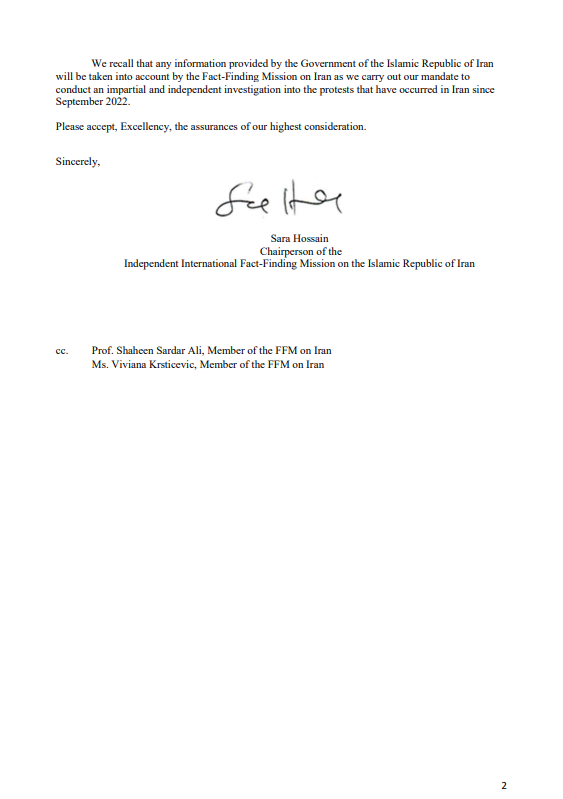 We recall that any information provided by the Government of the Islamic Republic of Iran
will be taken into account by the Fact-Finding Mission on Iran as we carry out our mandate to
conduct an impartial and independent investigation into the protests that have occurred in Iran since
September 2022.
Please accept, Excellency, the assurances of our highest consideration.
Sincerely,
Sara Hossain
Chairperson of the
Independent International Fact-Finding Mission on the Islamic Republic of Iran
cc. Prof. Shaheen Sardar Ali, Member of the FFM on Iran
Ms. Viviana Krsticevic, Member of the FFM on Iran
2